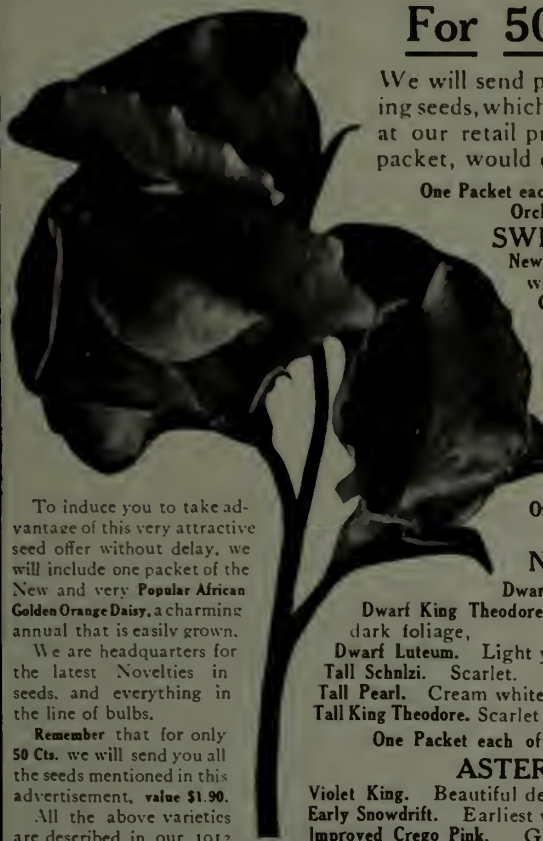 For 50
We will send p
ing seeds, which
at our retail pr
packet, would
One Packet eac
Orch
SWE
New
w
To induce you to take ad-
vantage of this very attractive
seed offer without delay, we
will include one packet of the
New and very Popular African
Golden Orange Daisy, a charming
annual that is easily grown.
We are headquarters for
the latest Novelties in
seeds, and everything in
the line of bulbs.
Remember that for only
50 Cts. we will send you all
the seeds mentioned in this
advertisement, value $1.90.
All the above varieties
are described in our 1912
O
N
Dwar
Dwarf King Theodore
dark foliage,
Dwarf Luteum. Light y
Tall Schnlzi. Scarlet.
Tall Pearl. Cream white
Tall King Theodore. Scarlet
One Packet each of
ASTER
Violet King. Beautiful de
Early Snowdrift. Earliest
Improved Crego Pink. G